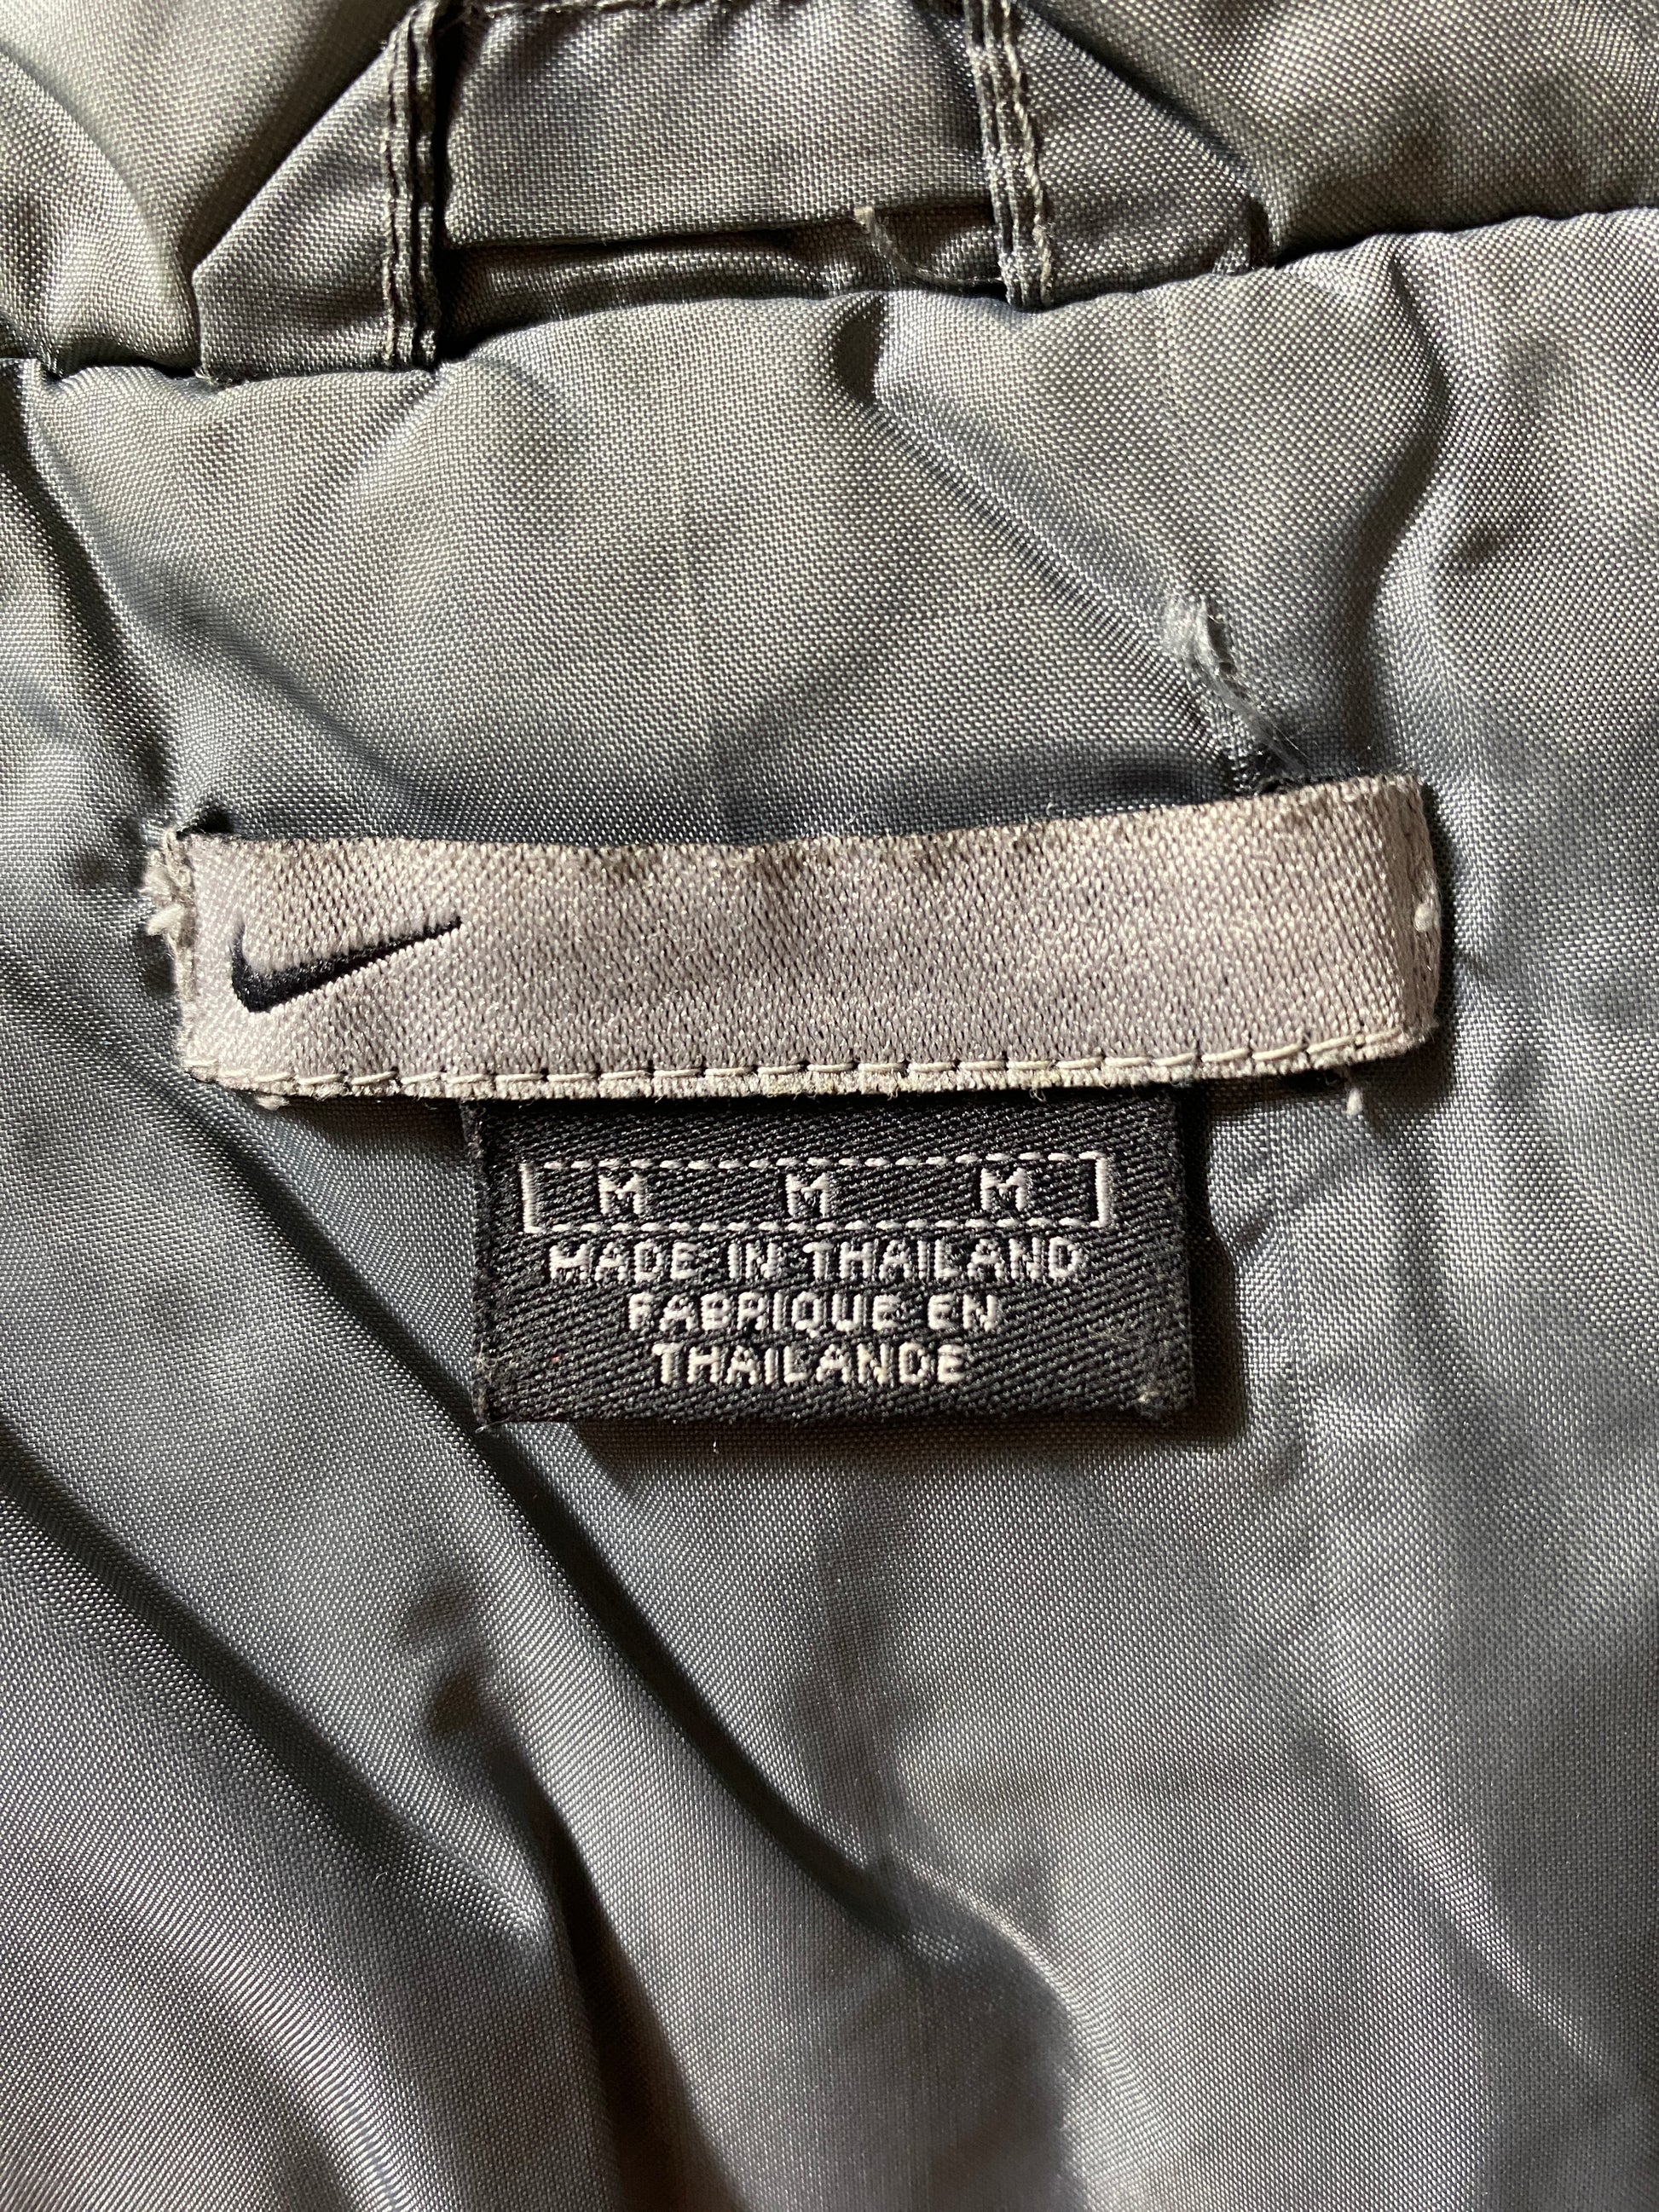 M M M
MADE IN THAILAND
FABRIQUE EN
THAILANDE